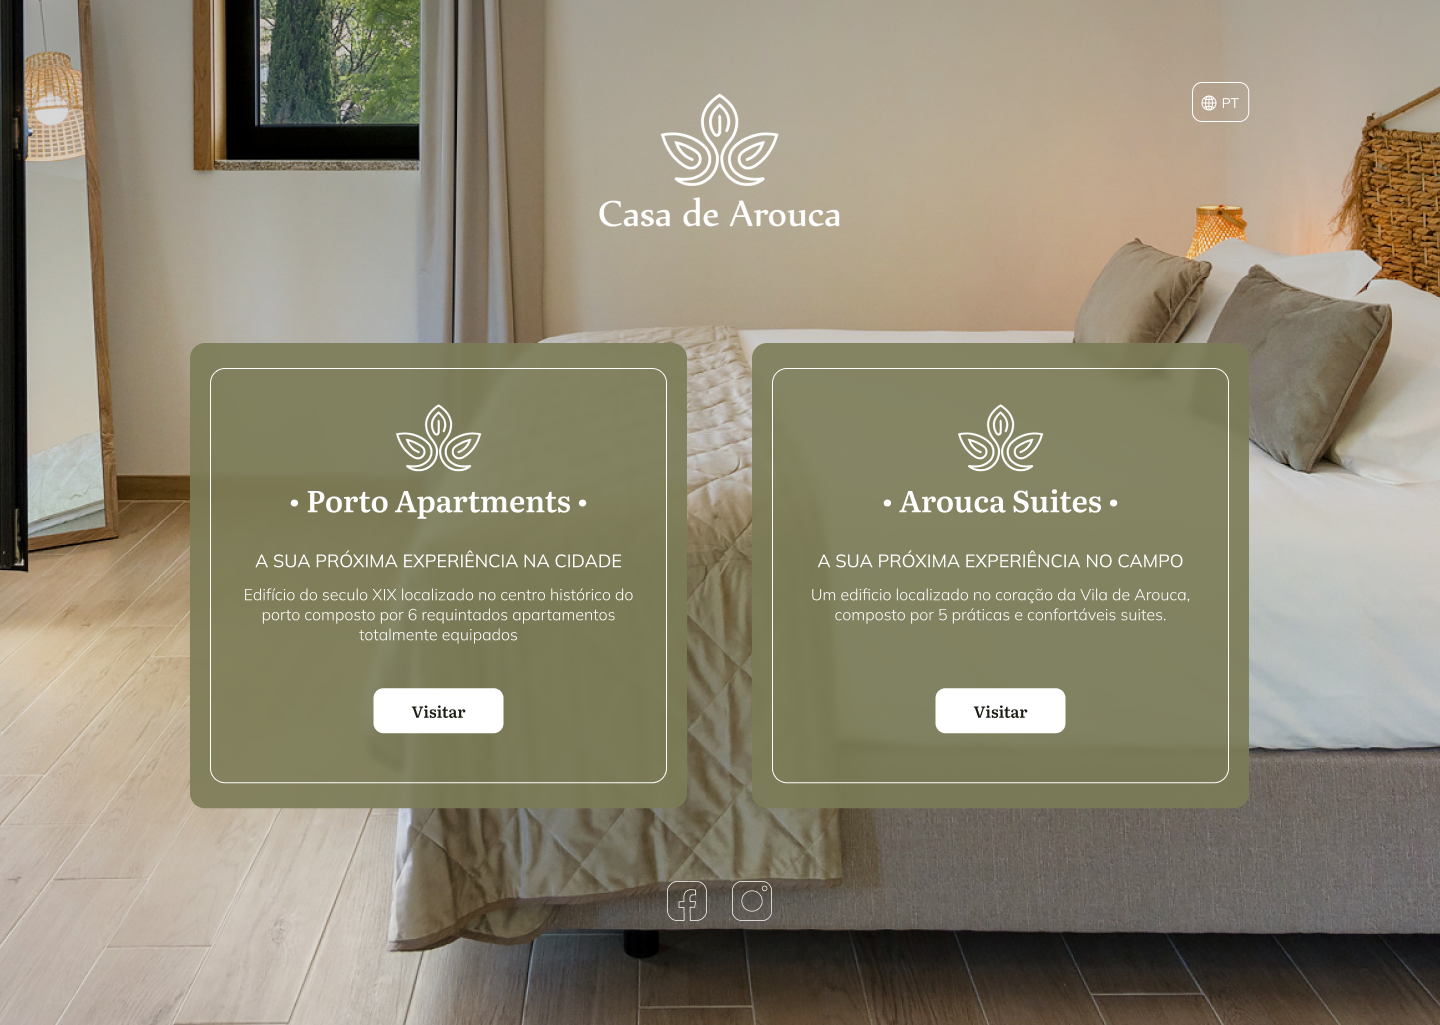 PT
Casa de Arouca
• Porto Apartments •
A SUA PRÓXIMA EXPERIÊNCIA NA CIDADE
Edifício do seculo XIX localizado no centro histórico do
porto composto por 6 requintados apartamentos
totalmente equipados
Visitar
• Arouca Suites •
A SUA PRÓXIMA EXPERIÊNCIA NO CAMPO
Um edificio localizado no coração da Vila de Arouca,
composto por 5 práticas e confortáveis suites.
Visitar